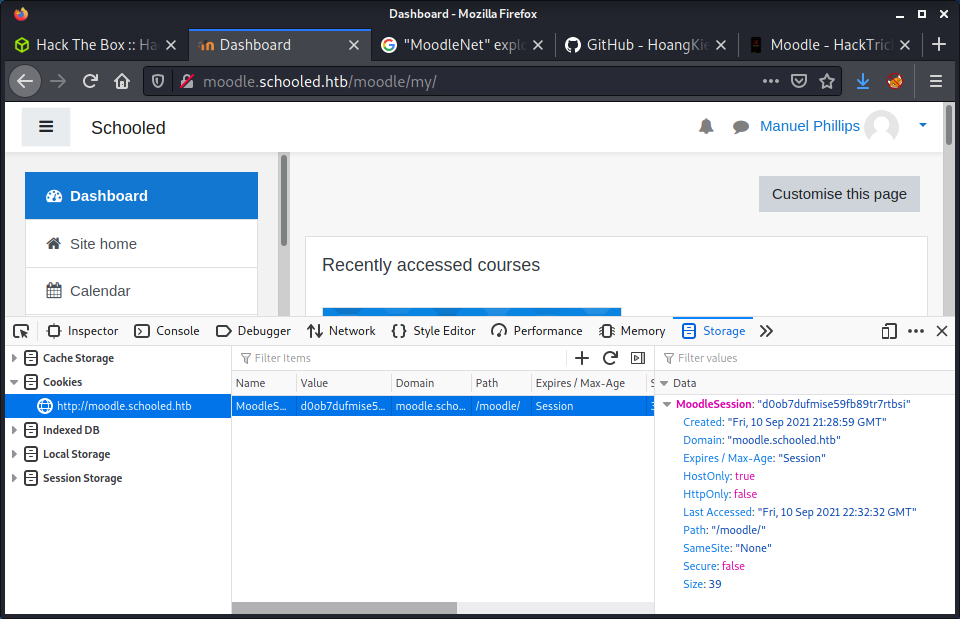 Dashboard - Mozilla Firefox
Hack The Box :: Ha
Dashboard
"MoodleNet" explo
GitHub - HoangKie
Moodle - HackTric
moodle.schooled.htb/moodle/my/
Schooled
Manuel Phillips
Dashboard
Customise this page
Site home
Recently accessed courses
Calendar
Inspector Console Debugger Network Style Editor Performance Memory Storage
Cache Storage
Filter Items
Filter values
Cookies
Name Value Domain Path Expires / Max-Age S
Data
http://moodle.schooled.htb
MoodleS... d0ob7dufmise5... moodle.scho... /moodle/ Session
MoodleSession: "d0ob7dufmise59fb89tr7rtbsi"
Created: "Fri, 10 Sep 2021 21:28:59 GMT"
Indexed DB
Domain: "moodle.schooled.htb"
Local Storage
Expires / Max-Age: "Session"
Session Storage
HostOnly: true
HttpOnly: false
Last Accessed: "Fri, 10 Sep 2021 22:32:32 GMT"
Path: "/moodle/"
SameSite: "None"
Secure: false
Size: 39